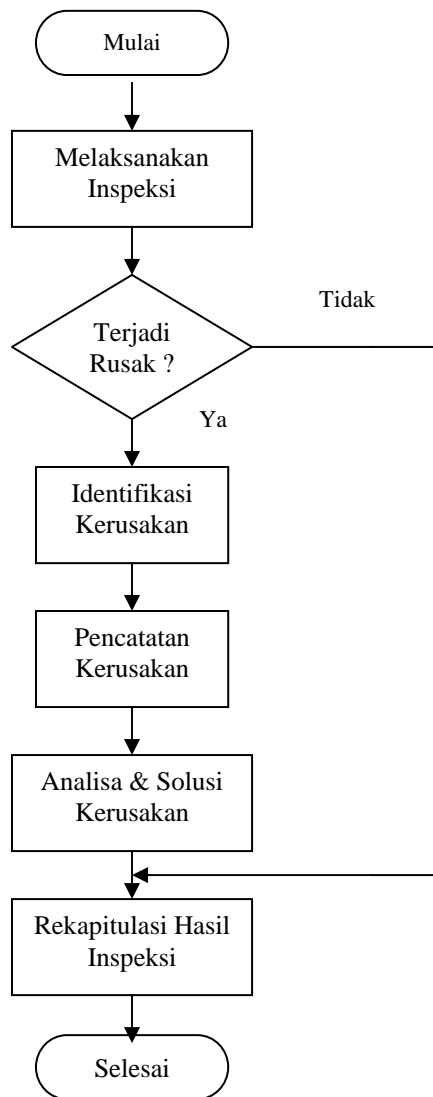 Mulai
Melaksanakan
Inspeksi
Tidak
Terjadi
Rusak ?
Ya
Identifikasi
Kerusakan
Pencatatan
Kerusakan
Analisa & Solusi
Kerusakan
Rekapitulasi Hasil
Inspeksi
Selesai